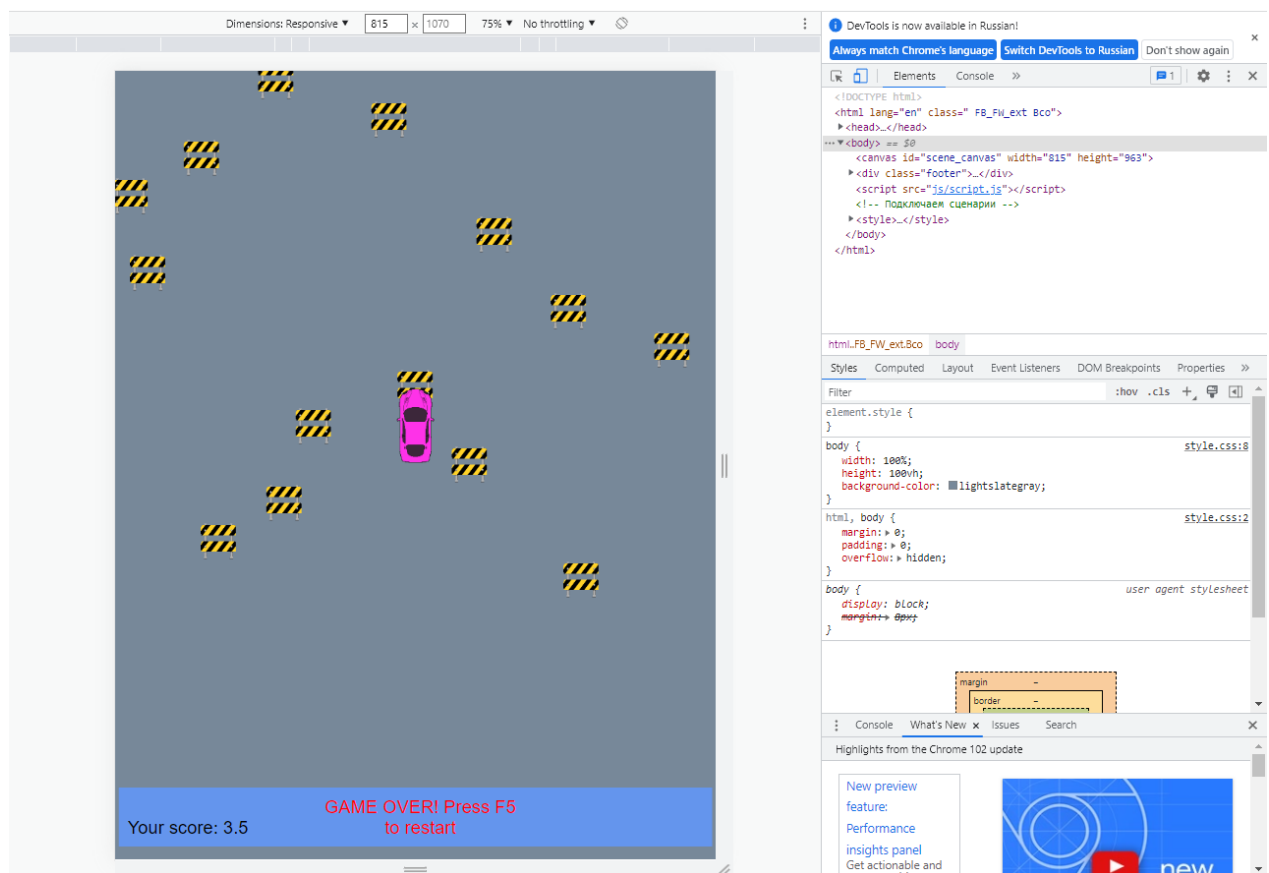 Dimensions: Responsive ▼ 815 × 1070 75% ▼ No throttling ▼
GAME OVER! Press F5
to restart
Your score: 3.5
DevTools is now available in Russian!
Always match Chrome's language Switch DevTools to Russian Don't show again
Elements Console » 1
<!DOCTYPE html>
<html lang="en" class=" FB_FW_ext Bco">
▶<head>…</head>
…▼<body> == $0
<canvas id="scene_canvas" width="815" height="963">
▶<div class="footer">…</div>
<script src="js/script.js"></script>
<!-- Подключаем сценарии -->
▶<style>…</style>
</body>
</html>
html.FB_FW_ext.Bco body
Styles Computed Layout Event Listeners DOM Breakpoints Properties »
Filter :hov .cls +
element.style {
}
body { style.css:8
width: 100%;
height: 100vh;
background-color: lightslategray;
}
html, body { style.css:2
margin:▶ 0;
padding:▶ 0;
overflow:▶ hidden;
}
body { user agent stylesheet
display: block;
margin:▶ 8px;
}
margin –
border –
Console What's New × Issues Search
Highlights from the Chrome 102 update
New preview
feature:
Performance
insights panel
Get actionable and
new